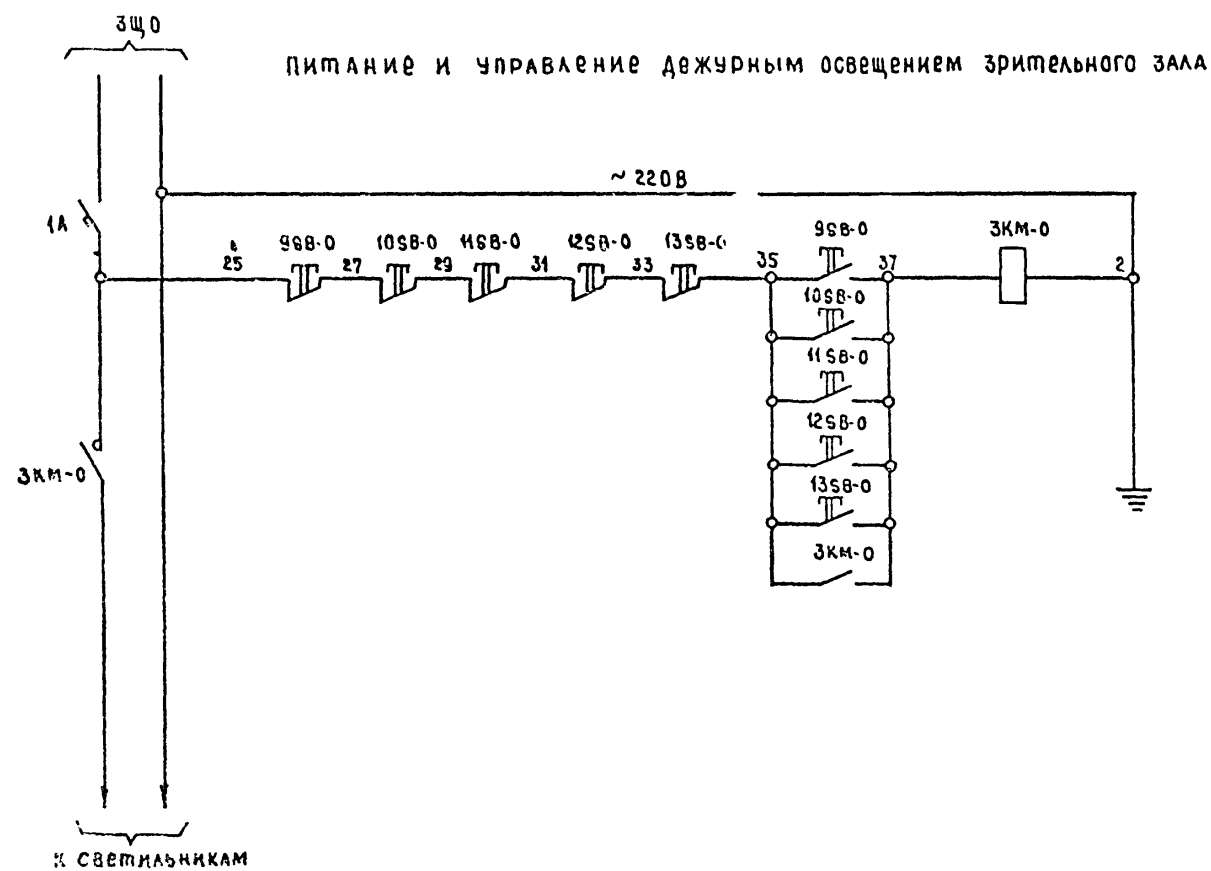 3ЩО
Питание и управление дежурным освещением зрительного зала
~ 220В
1А
25
9SB-0
27
10SB-0
29
11SB-0
31
12SB-0
33
13SB-0
35
9SB-0
37
3КМ-0
2
10SB-0
11SB-0
12SB-0
3КМ-0
13SB-0
3КМ-0
К светильникам